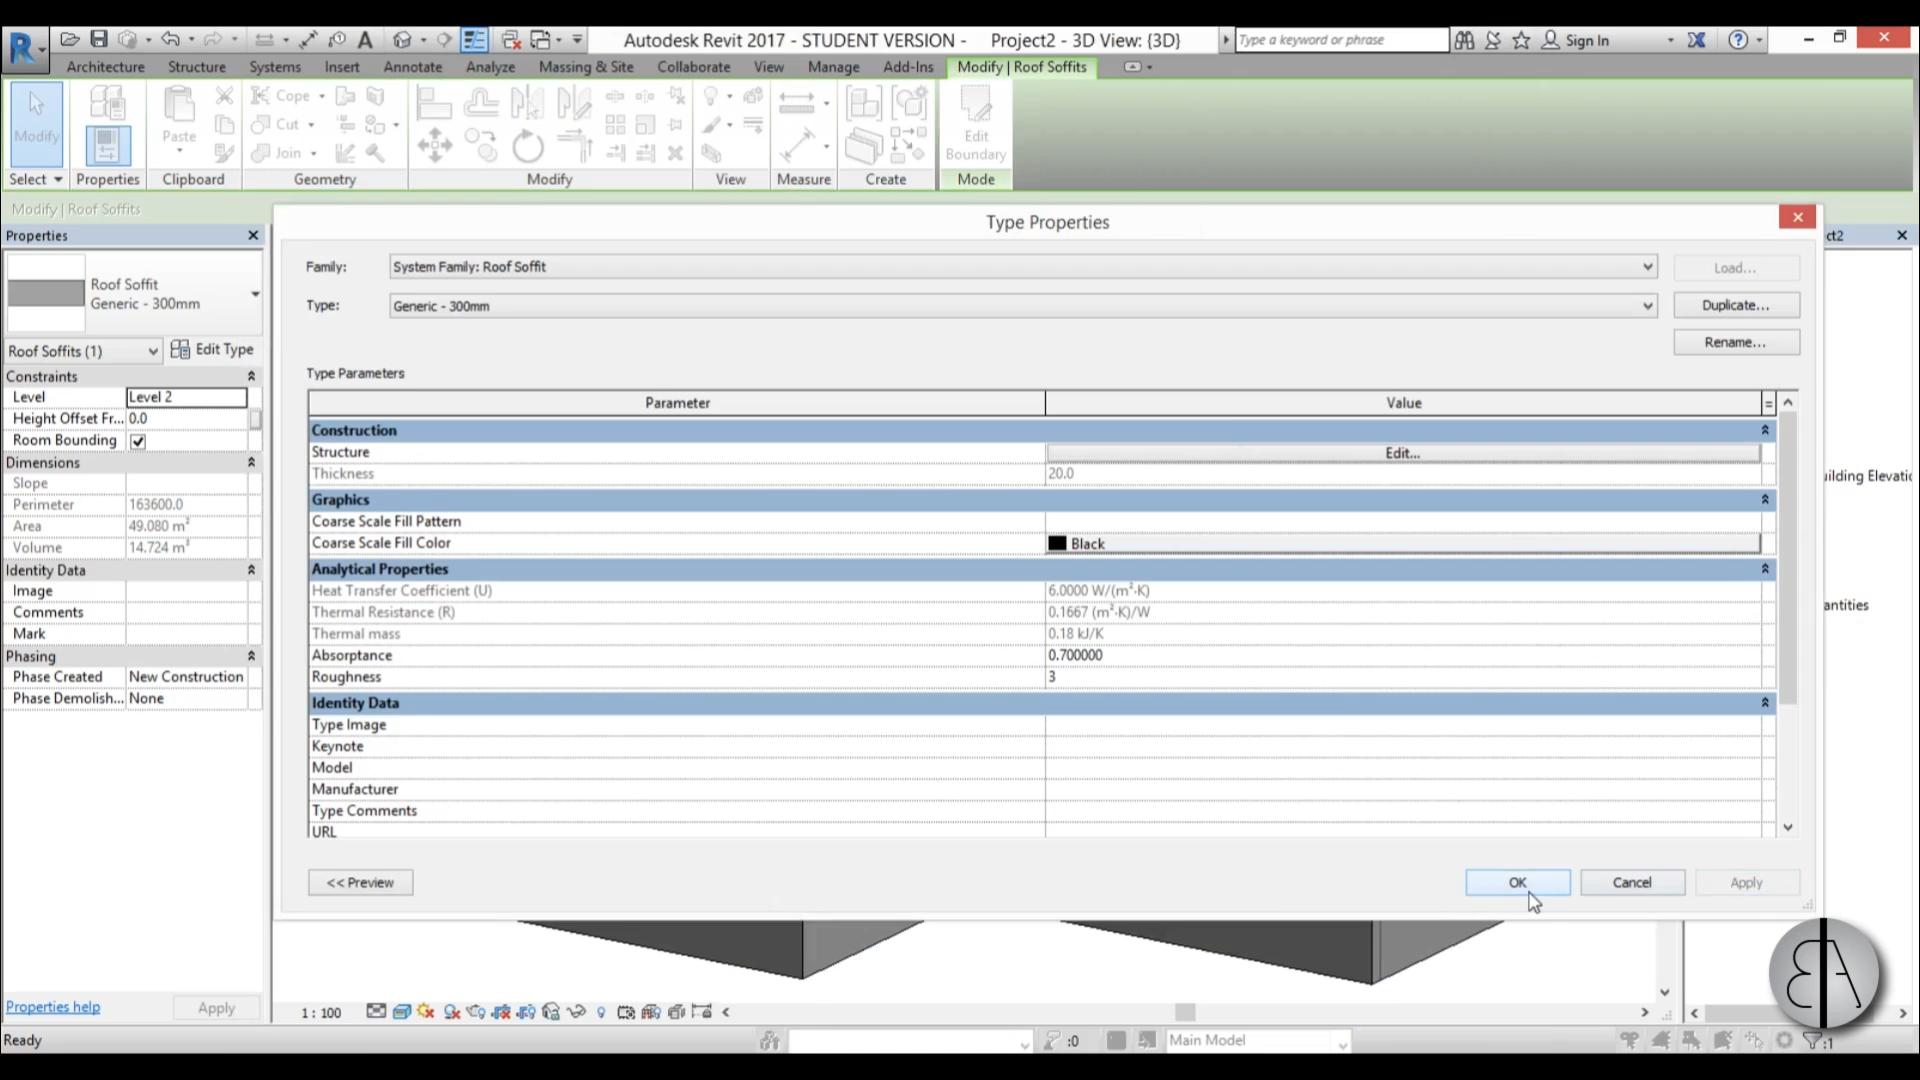 Autodesk Revit 2017 - STUDENT VERSION - Project2 - 3D View: {3D}
Type a keyword or phrase
Sign In
Architecture Structure Systems Insert Annotate Analyze Massing & Site Collaborate View Manage Add-Ins Modify | Roof Soffits
Modify
Paste
Cope
Cut
Join
Edit
Boundary
Select Properties Clipboard Geometry Modify View Measure Create Mode
Modify | Roof Soffits
Properties
Type Properties
ct2
Roof Soffit
Generic - 300mm
Roof Soffits (1)
Edit Type
Constraints
Level Level 2
Height Offset Fr... 0.0
Room Bounding
Dimensions
Slope
Perimeter 163600.0
Area 49.080 m²
Volume 14.724 m³
Identity Data
Image
Comments
Mark
Phasing
Phase Created New Construction
Phase Demolish... None
Properties help
Apply
Family: System Family: Roof Soffit Load...
Type: Generic - 300mm Duplicate...
Rename...
Type Parameters
Parameter Value =
Construction
Structure Edit...
Thickness 20.0
Graphics
Coarse Scale Fill Pattern
Coarse Scale Fill Color Black
Analytical Properties
Heat Transfer Coefficient (U) 6.0000 W/(m²·K)
Thermal Resistance (R) 0.1667 (m²·K)/W
Thermal mass 0.18 kJ/K
Absorptance 0.700000
Roughness 3
Identity Data
Type Image
Keynote
Model
Manufacturer
Type Comments
URL
<< Preview OK Cancel Apply
uilding Elevatio
antities
1 : 100
Ready
:0
Main Model
:1
BA